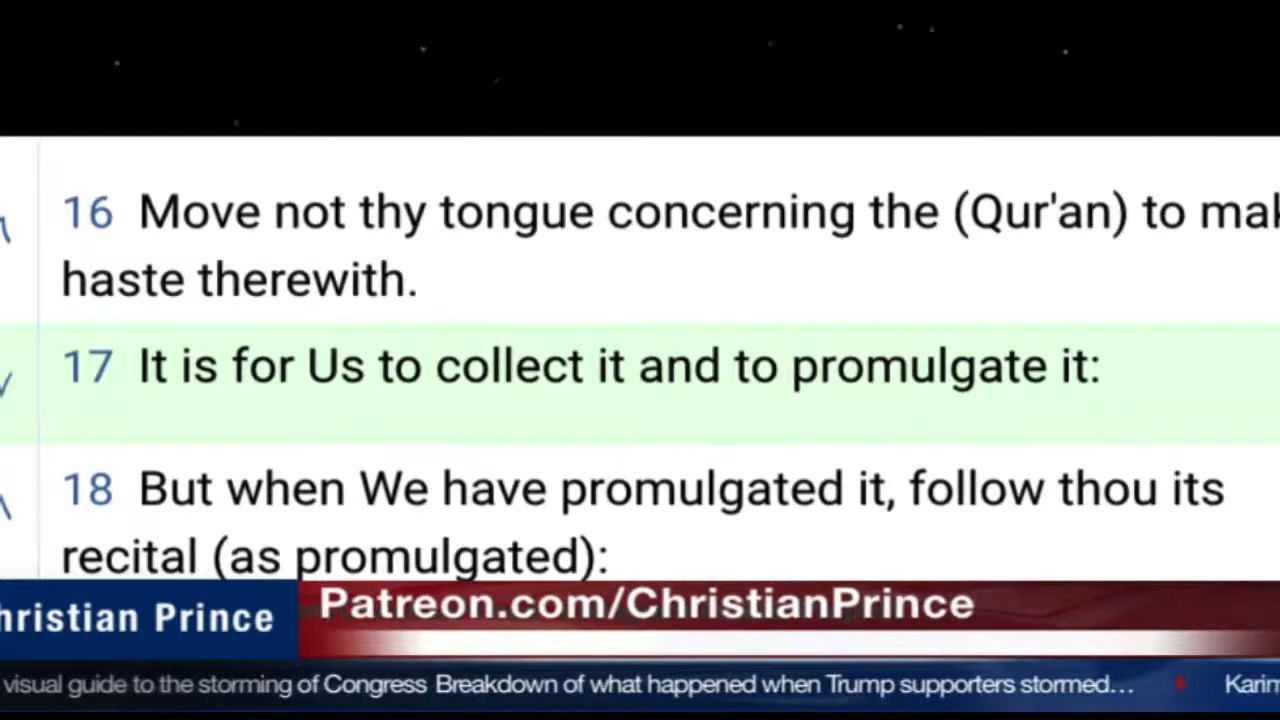 16 Move not thy tongue concerning the (Qur'an) to
haste therewith.
17 It is for Us to collect it and to promulgate it:
18 But when We have promulgated it, follow thou its
recital (as promulgated):
Patreon.com/ChristianPrince
hristian Prince
visual guide to the storming of Congress Breakdown of what happened when Trump supporters stormed... Karim